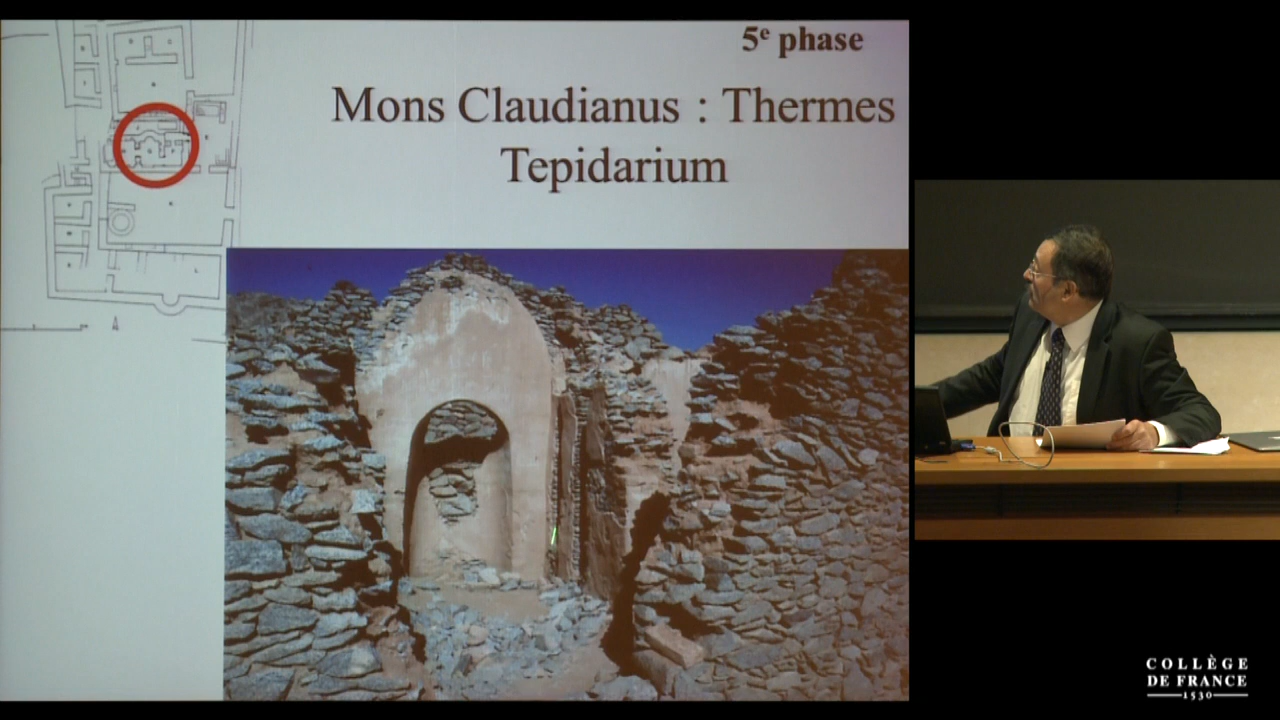 5e phase
Mons Claudianus : Thermes
Tepidarium
COLLÈGE
DE FRANCE
1530